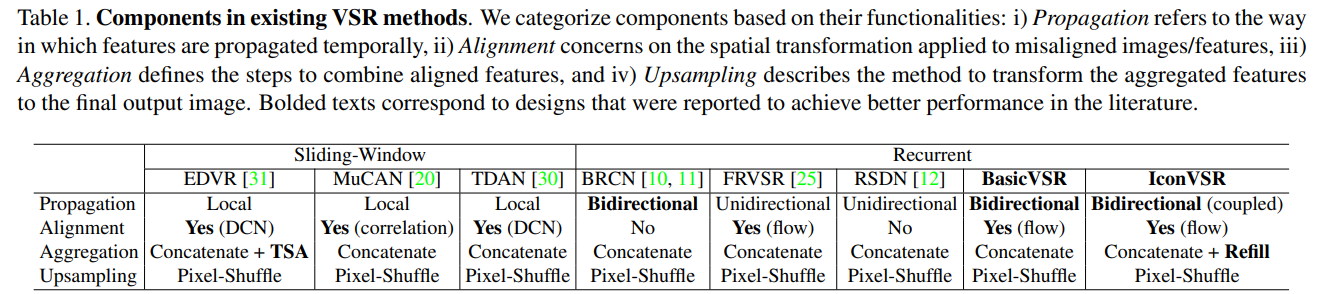 Table 1. Components in existing VSR methods. We categorize components based on their functionalities: i) Propagation refers to the way
in which features are propagated temporally, ii) Alignment concerns on the spatial transformation applied to misaligned images/features, iii)
Aggregation defines the steps to combine aligned features, and iv) Upsampling describes the method to transform the aggregated features
to the final output image. Bolded texts correspond to designs that were reported to achieve better performance in the literature.
Sliding-Window Recurrent
EDVR [31] MuCAN [20] TDAN [30] BRCN [10, 11] FRVSR [25] RSDN [12] BasicVSR IconVSR
Propagation Local Local Local Bidirectional Unidirectional Unidirectional Bidirectional Bidirectional (coupled)
Alignment Yes (DCN) Yes (correlation) Yes (DCN) No Yes (flow) No Yes (flow) Yes (flow)
Aggregation Concatenate + TSA Concatenate Concatenate Concatenate Concatenate Concatenate Concatenate Concatenate + Refill
Upsampling Pixel-Shuffle Pixel-Shuffle Pixel-Shuffle Pixel-Shuffle Pixel-Shuffle Pixel-Shuffle Pixel-Shuffle Pixel-Shuffle